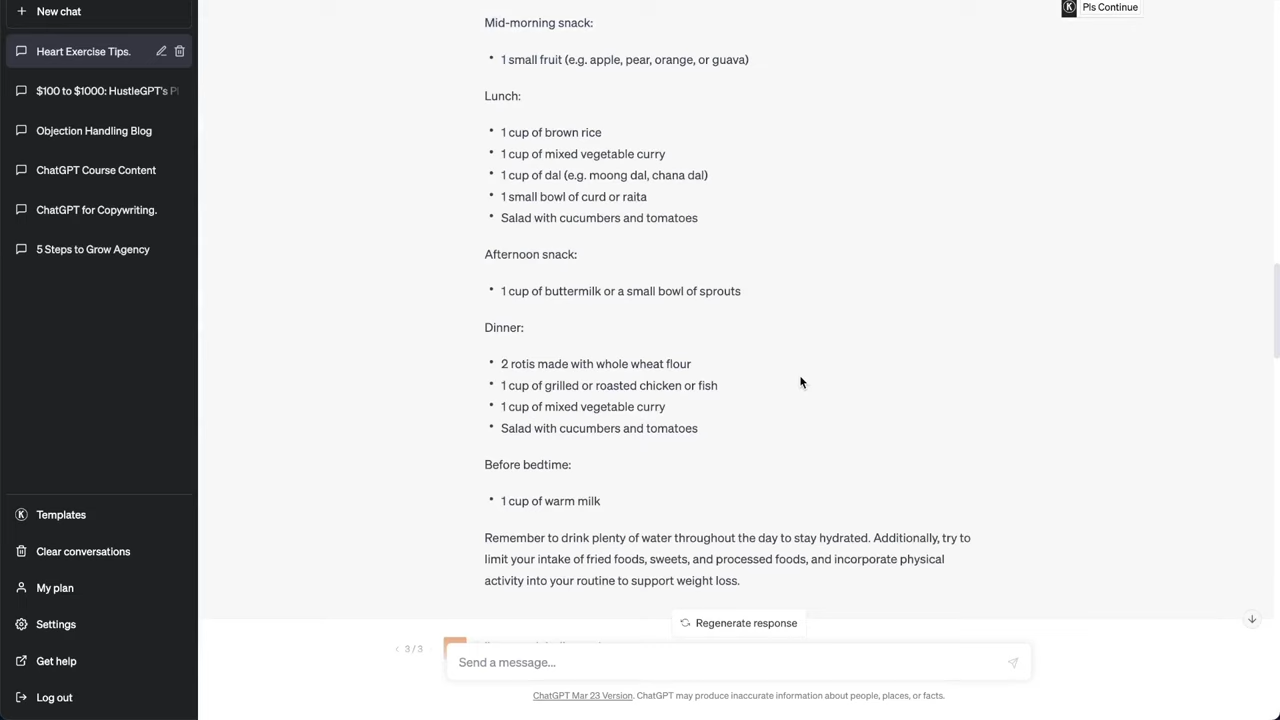 New chat
Heart Exercise Tips.
$100 to $1000: HustleGPT's
Objection Handling Blog
ChatGPT Course Content
ChatGPT for Copywriting.
5 Steps to Grow Agency
Templates
Clear conversations
My plan
Settings
Get help
Log out
Pls Continue
Mid-morning snack:
• 1 small fruit (e.g. apple, pear, orange, or guava)
Lunch:
• 1 cup of brown rice
• 1 cup of mixed vegetable curry
• 1 cup of dal (e.g. moong dal, chana dal)
• 1 small bowl of curd or raita
• Salad with cucumbers and tomatoes
Afternoon snack:
• 1 cup of buttermilk or a small bowl of sprouts
Dinner:
• 2 rotis made with whole wheat flour
• 1 cup of grilled or roasted chicken or fish
• 1 cup of mixed vegetable curry
• Salad with cucumbers and tomatoes
Before bedtime:
• 1 cup of warm milk
Remember to drink plenty of water throughout the day to stay hydrated. Additionally, try to
limit your intake of fried foods, sweets, and processed foods, and incorporate physical
activity into your routine to support weight loss.
Regenerate response
3 / 3
Send a message...
ChatGPT Mar 23 Version. ChatGPT may produce inaccurate information about people, places, or facts.